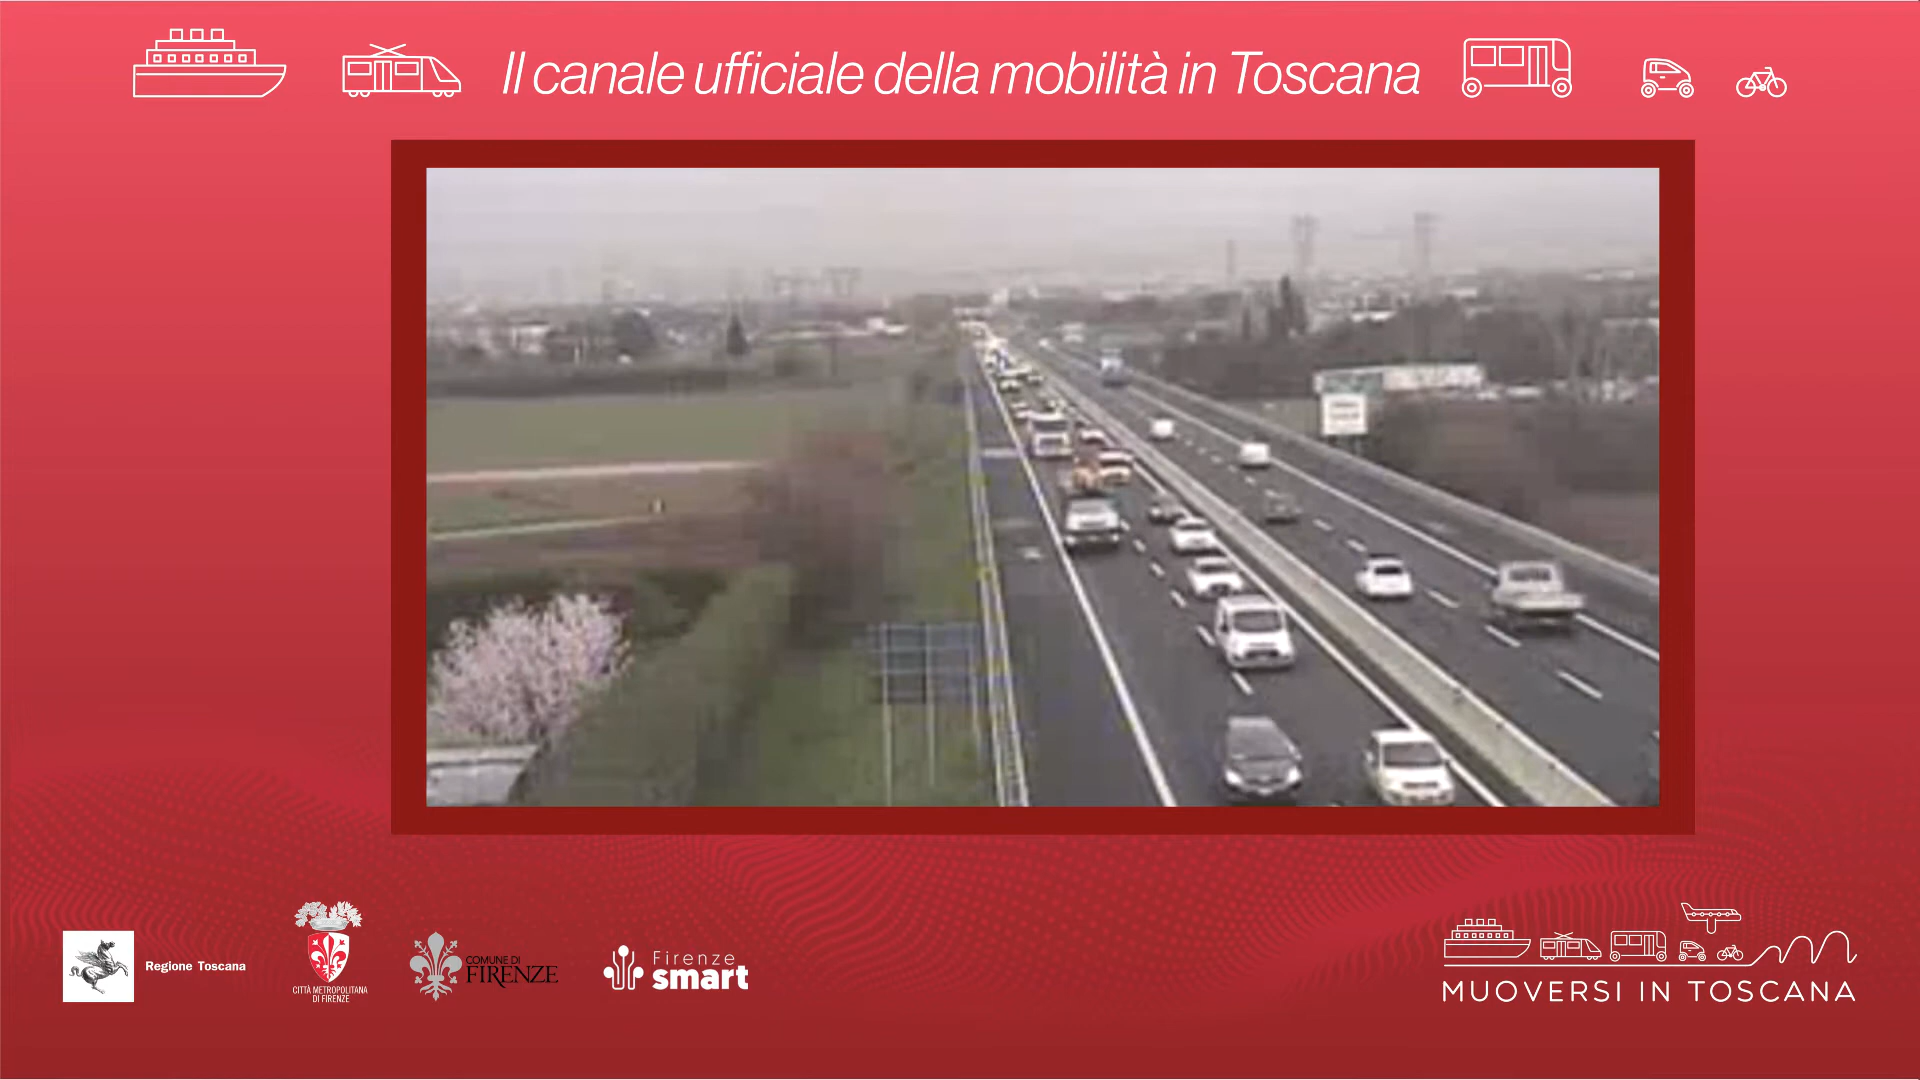 Il canale ufficiale della mobilità in Toscana
Regione Toscana
CITTÀ METROPOLITANA
DI FIRENZE
COMUNE DI
FIRENZE
Firenze
smart
MUOVERSI IN TOSCANA